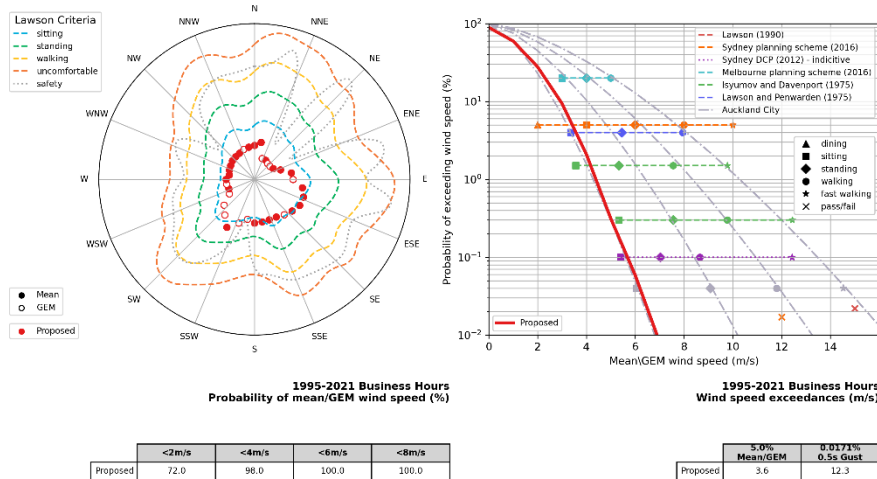 Lawson Criteria
sitting
standing
walking
uncomfortable
safety
N
NNE
NE
ENE
E
ESE
SE
SSE
S
SSW
SW
WSW
W
WNW
NW
NNW
Mean
GEM
Proposed
Probability of exceeding wind speed (%)
10²
10¹
10⁰
10⁻¹
10⁻²
0
2
4
6
8
10
12
14
Mean\GEM wind speed (m/s)
Lawson (1990)
Sydney planning scheme (2016)
Sydney DCP (2012) - indicitive
Melbourne planning scheme (2016)
Isyumov and Davenport (1975)
Lawson and Penwarden (1975)
Auckland City
dining
sitting
standing
walking
fast walking
pass/fail
Proposed
1995-2021 Business Hours
Probability of mean/GEM wind speed (%)
1995-2021 Business Hours
Wind speed exceedances (m/s)
<2m/s <4m/s <6m/s <8m/s
Proposed 72.0 98.0 100.0 100.0
5.0% 0.0171%
Mean/GEM 0.5s Gust
Proposed 3.6 12.3